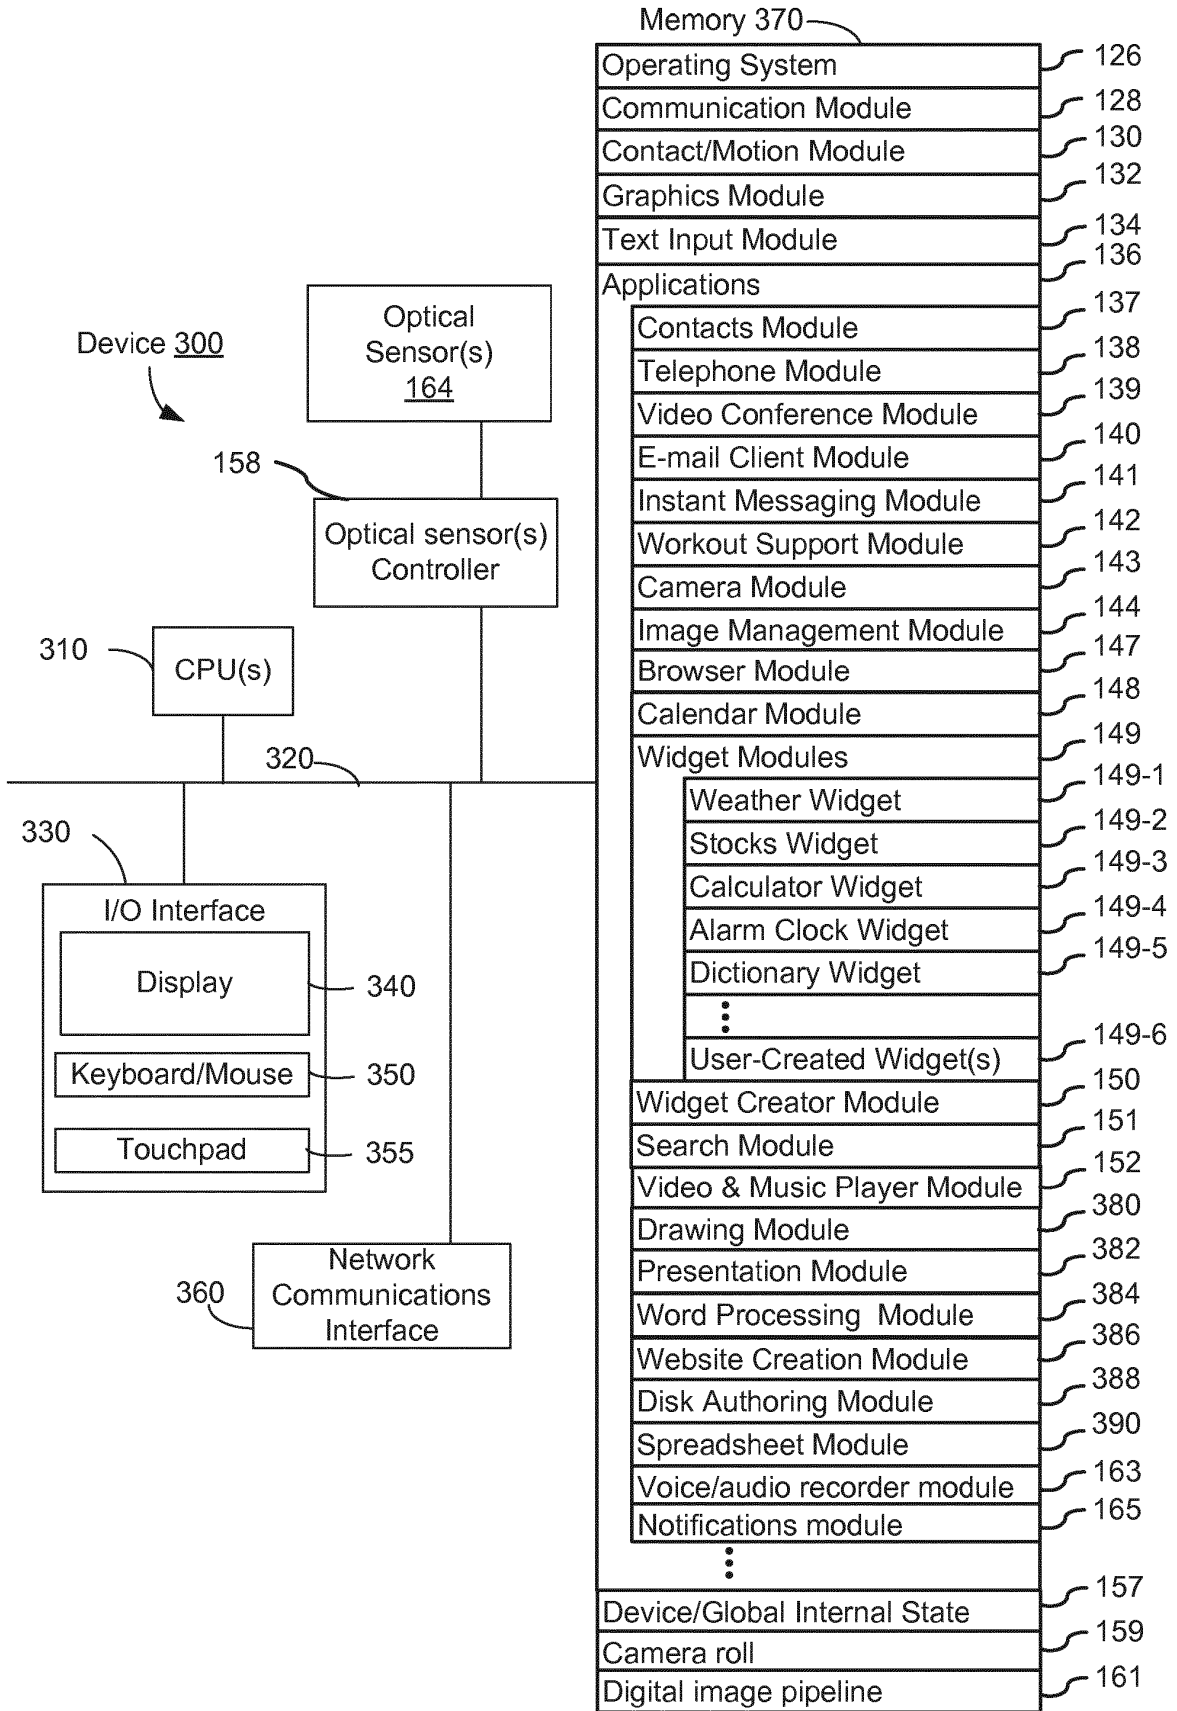 Memory 370
Operating System 126
Communication Module 128
Contact/Motion Module 130
Graphics Module 132
Text Input Module 134
Applications 136
Contacts Module 137
Telephone Module 138
Video Conference Module 139
E-mail Client Module 140
Instant Messaging Module 141
Workout Support Module 142
Camera Module 143
Image Management Module 144
Browser Module 147
Calendar Module 148
Widget Modules 149
Weather Widget 149-1
Stocks Widget 149-2
Calculator Widget 149-3
Alarm Clock Widget 149-4
Dictionary Widget 149-5
User-Created Widget(s) 149-6
Widget Creator Module 150
Search Module 151
Video & Music Player Module 152
Drawing Module 380
Presentation Module 382
Word Processing Module 384
Website Creation Module 386
Disk Authoring Module 388
Spreadsheet Module 390
Voice/audio recorder module 163
Notifications module 165
Device/Global Internal State 157
Camera roll 159
Digital image pipeline 161
Device 300
Optical
Sensor(s)
164
158
Optical sensor(s)
Controller
310
CPU(s)
320
330
I/O Interface
Display 340
Keyboard/Mouse 350
Touchpad 355
360
Network
Communications
Interface